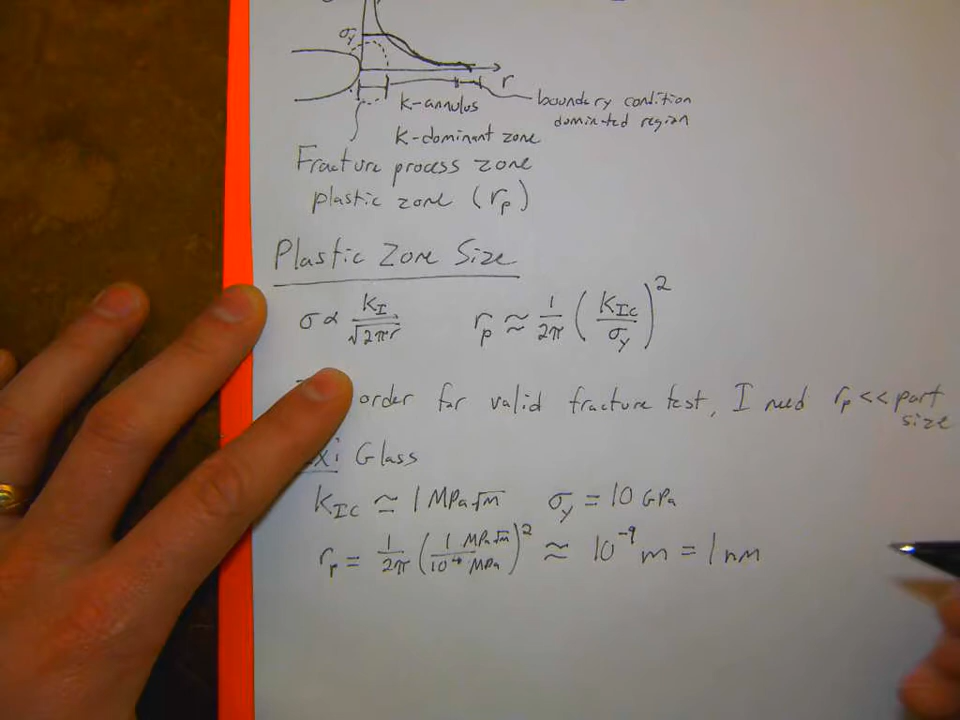 σy
r
K-annulus
boundary condition
dominated region
K-dominant zone
Fracture process zone
plastic zone (rp)
Plastic Zone Size
σ ∝ KI/√2πr rp ≈ 1/2π (KIc/σy)²
order for valid fracture test, I need rp << part
size
xi Glass
KIc ≃ 1 MPa√m σy = 10 GPa
rp = 1/2π (1 MPa√m/10⁴ MPa)² ≈ 10⁻⁹ m = 1 nm